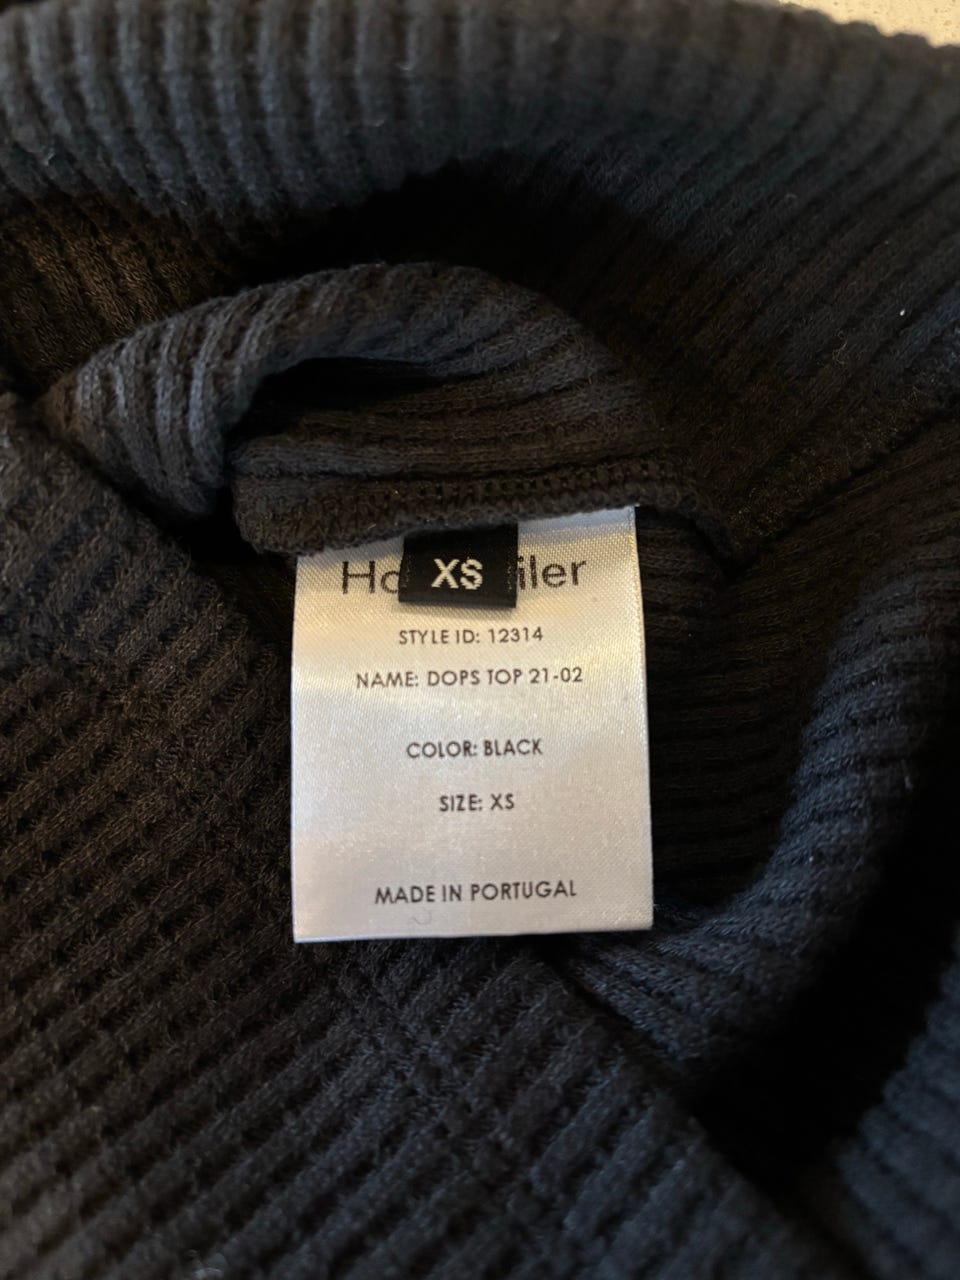 XS
STYLE ID: 12314
NAME: DOPS TOP 21-02
COLOR: BLACK
SIZE: XS
MADE IN PORTUGAL